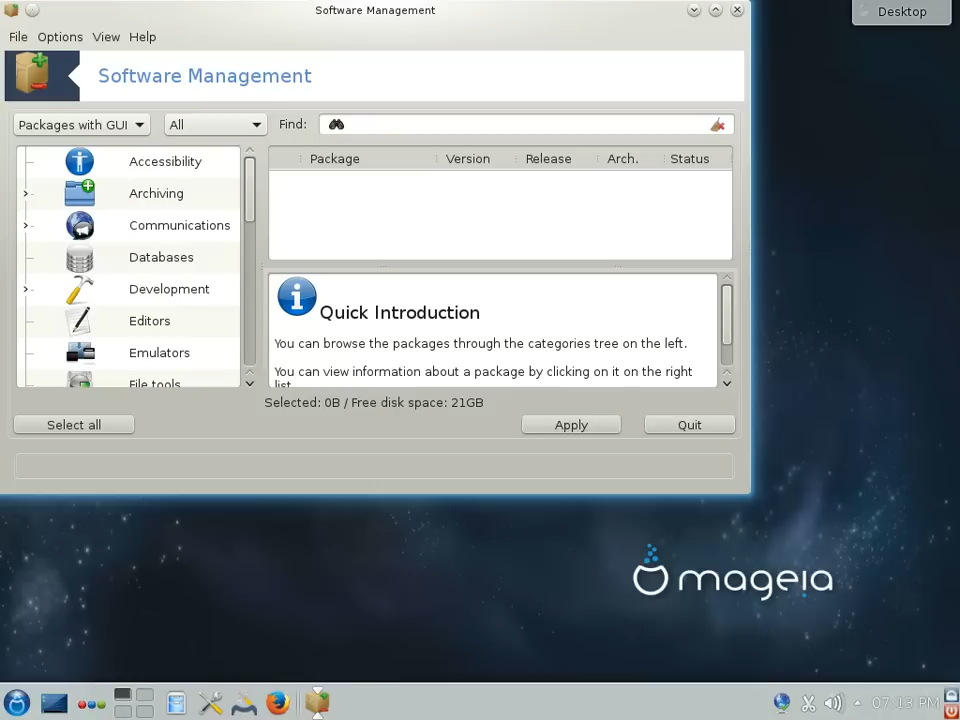 Software Management
Desktop
File Options View Help
Software Management
Packages with GUI All Find:
Package Version Release Arch. Status
Accessibility
Archiving
Communications
Databases
Development
Editors
Emulators
File tools
Quick Introduction
You can browse the packages through the categories tree on the left.
You can view information about a package by clicking on it on the right
list.
Selected: 0B / Free disk space: 21GB
Select all Apply Quit
mageia
07:13 PM